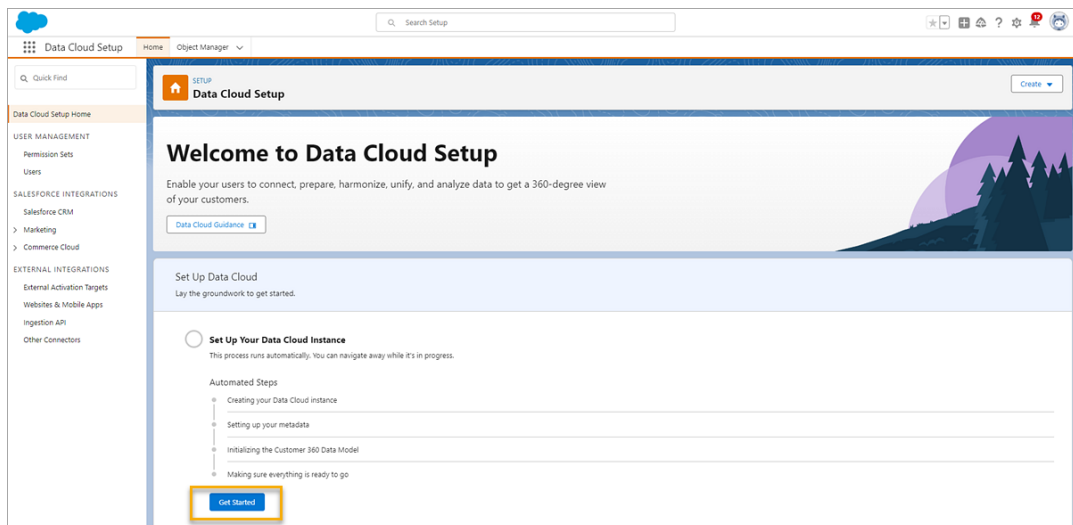 Search Setup
12
Data Cloud Setup
Home
Object Manager
Quick Find
Data Cloud Setup Home
USER MANAGEMENT
Permission Sets
Users
SALESFORCE INTEGRATIONS
Salesforce CRM
Marketing
Commerce Cloud
EXTERNAL INTEGRATIONS
External Activation Targets
Websites & Mobile Apps
Ingestion API
Other Connectors
SETUP
Data Cloud Setup
Create
Welcome to Data Cloud Setup
Enable your users to connect, prepare, harmonize, unify, and analyze data to get a 360-degree view
of your customers.
Data Cloud Guidance
Set Up Data Cloud
Lay the groundwork to get started.
Set Up Your Data Cloud Instance
This process runs automatically. You can navigate away while it's in progress.
Automated Steps
Creating your Data Cloud instance
Setting up your metadata
Initializing the Customer 360 Data Model
Making sure everything is ready to go
Get Started